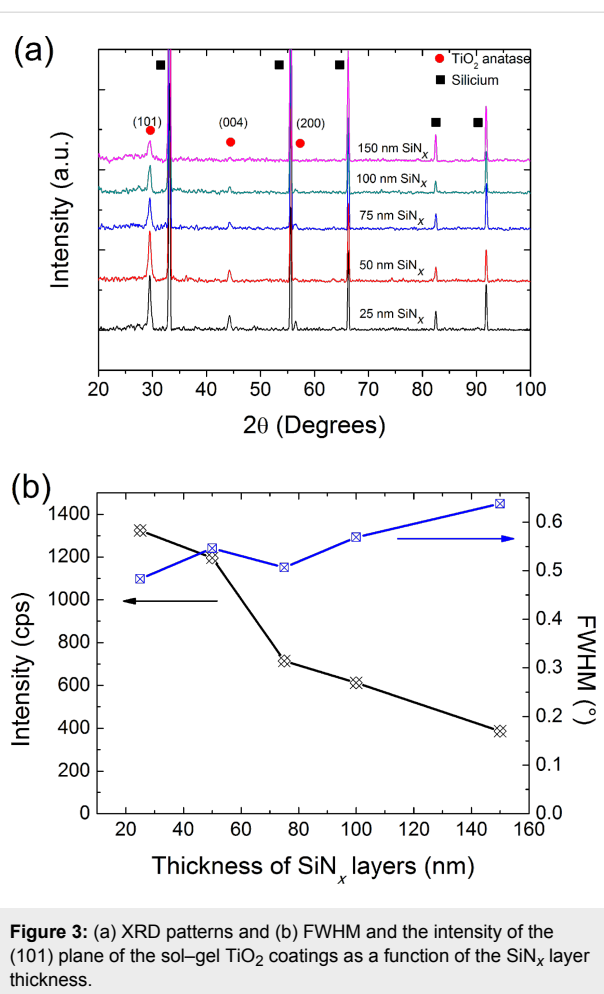 (a)
TiO2 anatase
Silicium
(101)
(004)
(200)
150 nm SiNx
100 nm SiNx
75 nm SiNx
50 nm SiNx
25 nm SiNx
Intensity (a.u.)
20 30 40 50 60 70 80 90 100
2θ (Degrees)
(b)
1400
1200
1000
800
600
400
200
0
Intensity (cps)
0.6
0.5
0.4
0.3
0.2
0.1
0.0
FWHM (°)
20 40 60 80 100 120 140 160
Thickness of SiNx layers (nm)
Figure 3: (a) XRD patterns and (b) FWHM and the intensity of the
(101) plane of the sol–gel TiO2 coatings as a function of the SiNx layer
thickness.